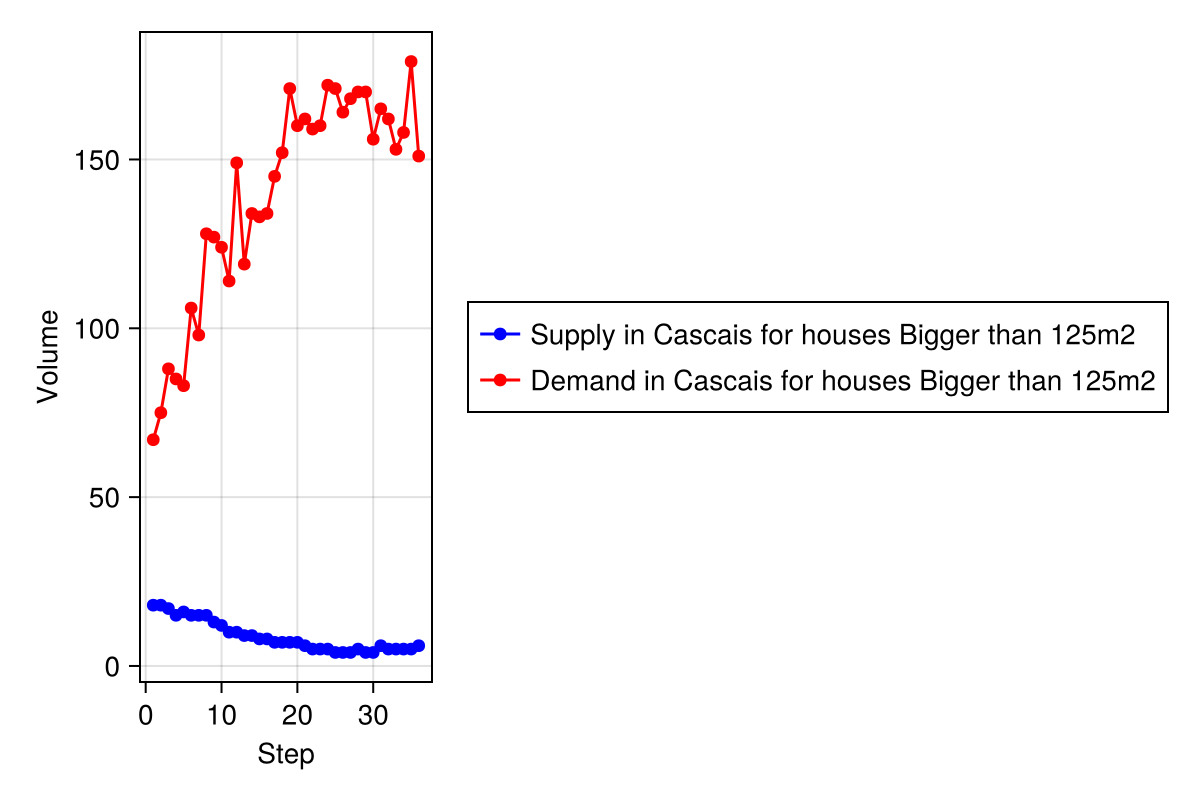 Volume
150
100
50
0
0 10 20 30
Step
Supply in Cascais for houses Bigger than 125m2
Demand in Cascais for houses Bigger than 125m2